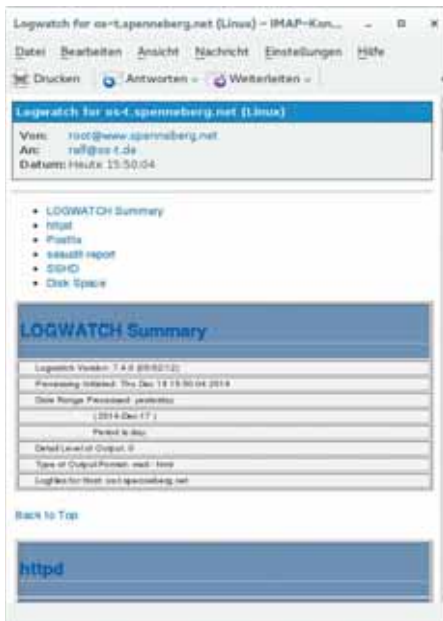 Logwatch for os-t.spenneberg.net (Linux) – IMAP-Kon...
Datei Bearbeiten Ansicht Nachricht Einstellungen Hilfe
Drucken Antworten Weiterleiten
Logwatch for os-t.spenneberg.net (Linux)
Von: root@www.spenneberg.net
An: ralf@os-t.de
Datum: Heute 15:50:04
• LOGWATCH Summary
• httpd
• Postfix
• sasauth report
• SSHD
• Disk Space
LOGWATCH Summary
Logwatch Version: 7.4.0
Processing Initiated: Thu Dec 18 15:50:04 2014
Date Range Processed: yesterday
( 2014-Dec-17 )
Period is day.
Detail Level of Output: 0
Type of Output/Format: mail / html
Logfiles for Host: os-t.spenneberg.net
Back to Top
httpd